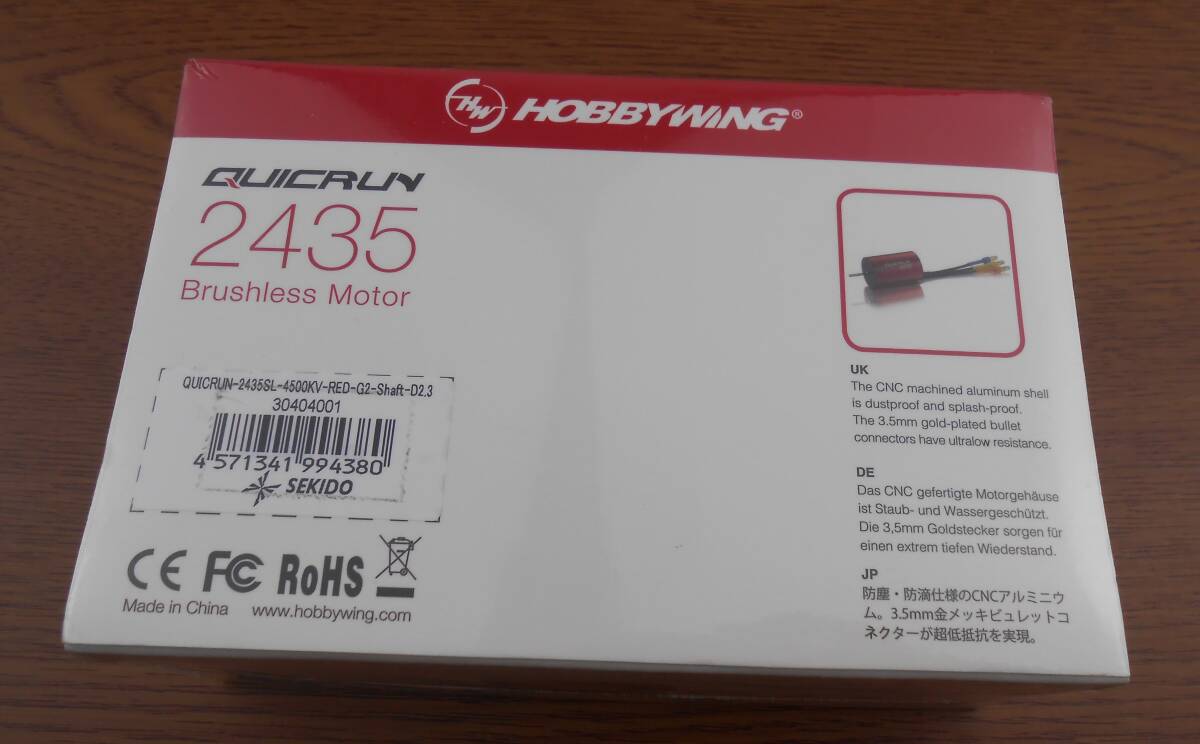 HW HOBBYWING®
QUICRUN
2435
Brushless Motor
QUICRUN-2435SL-4500KV-RED-G2-Shaft-D2.3
30404001
4 571341 994380
SEKIDO
CE FC RoHS
Made in China www.hobbywing.com
UK
The CNC machined aluminum shell
is dustproof and splash-proof.
The 3.5mm gold-plated bullet
connectors have ultralow resistance.
DE
Das CNC gefertigte Motorgehäuse
ist Staub- und Wassergeschützt.
Die 3,5mm Goldstecker sorgen für
einen extrem tiefen Wiederstand.
JP
防塵・防滴仕様のCNCアルミニウ
ム。3.5mm金メッキビュレットコ
ネクターが超低抵抗を実現。